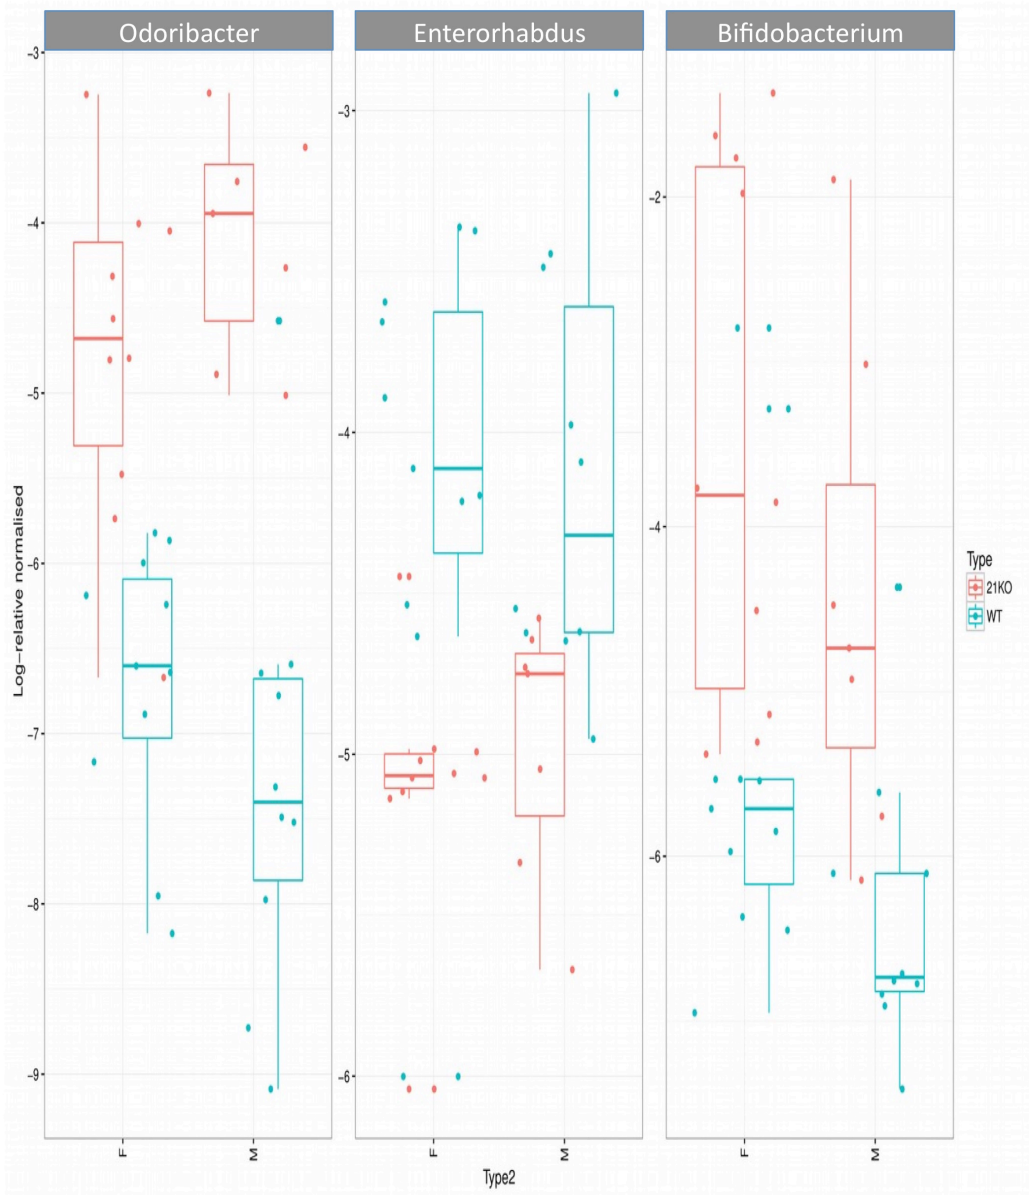 Odoribacter
Enterorhabdus
Bifidobacterium
−3
−4
−5
−6
−7
−8
−9
−3
−4
−5
−6
−2
−4
−6
Log−relative normalised
F
M
F
M
F
M
Type2
Type
21KO
WT